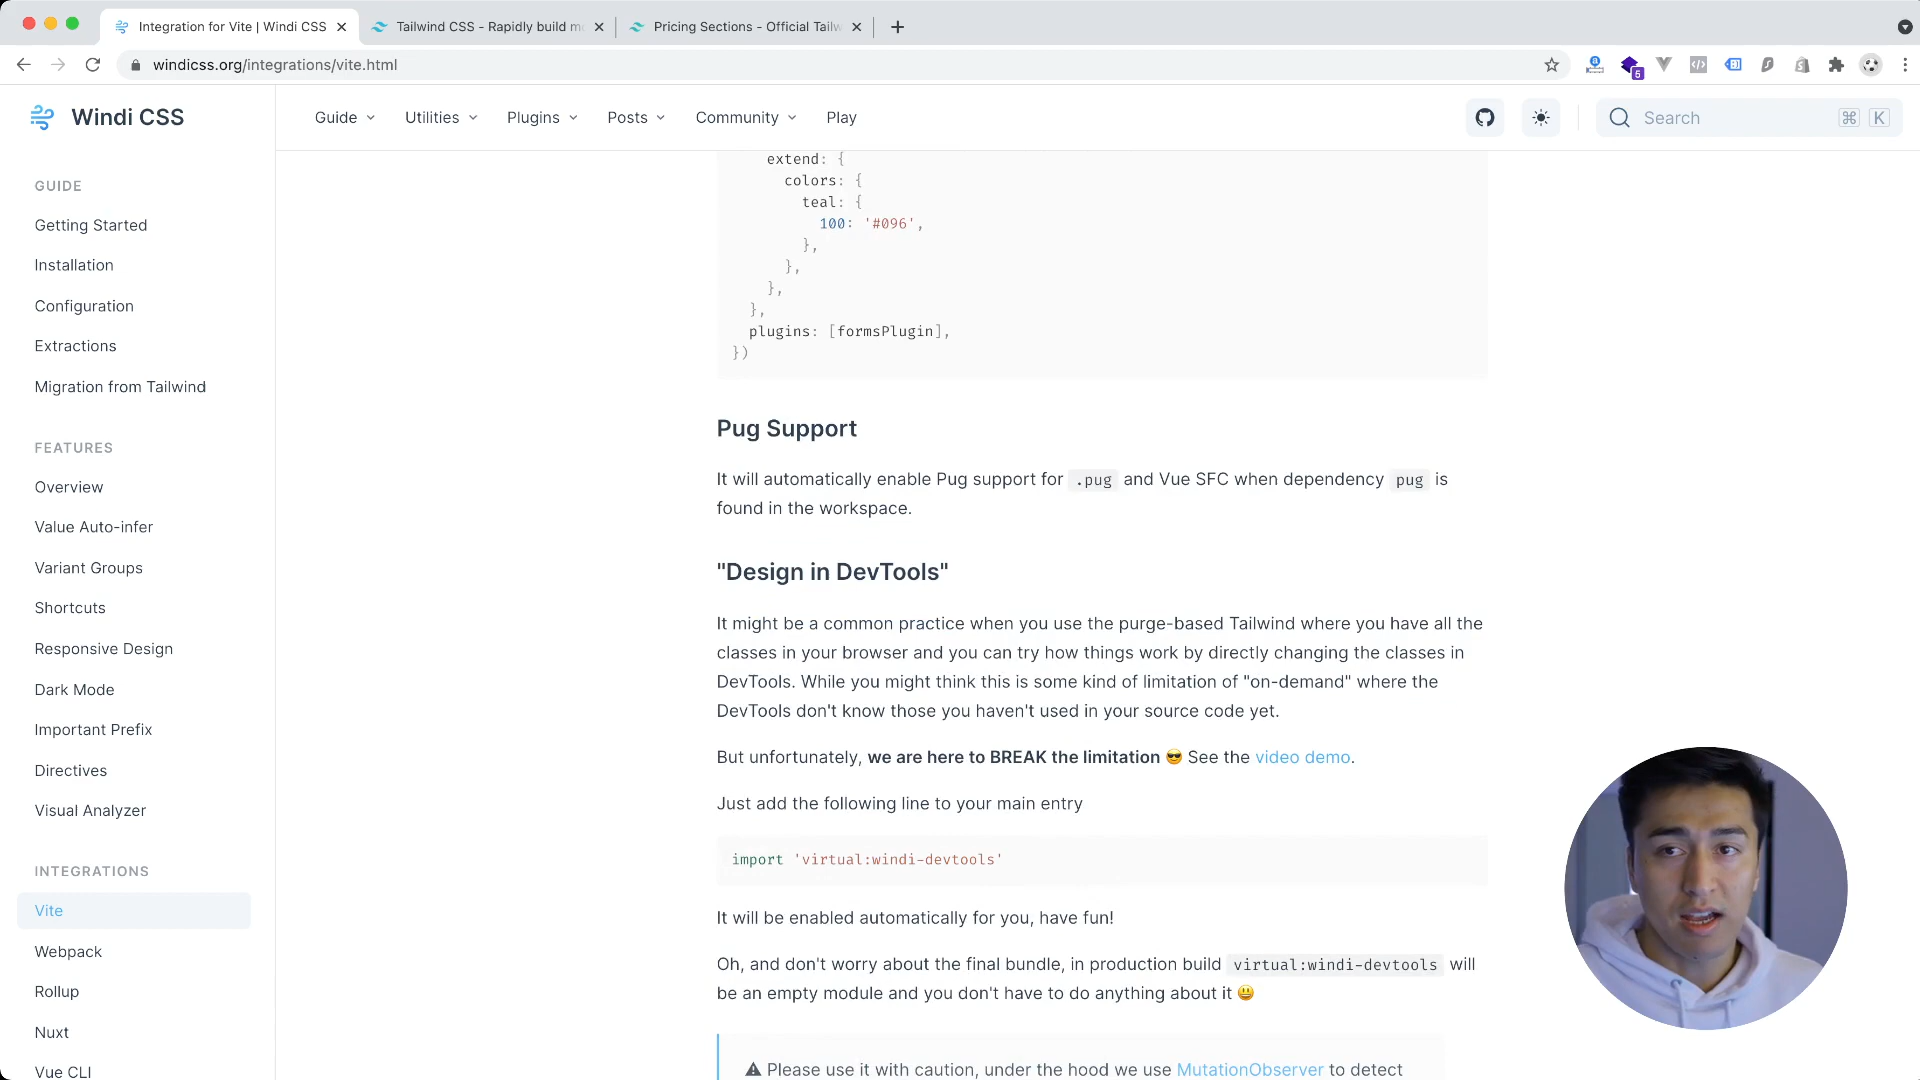 Integration for Vite | Windi CSS
Tailwind CSS - Rapidly build mo
Pricing Sections - Official Tailw
windicss.org/integrations/vite.html
5
Windi CSS
Guide
Utilities
Plugins
Posts
Community
Play
Search
⌘ K
GUIDE
Getting Started
Installation
Configuration
Extractions
Migration from Tailwind
FEATURES
Overview
Value Auto-infer
Variant Groups
Shortcuts
Responsive Design
Dark Mode
Important Prefix
Directives
Visual Analyzer
INTEGRATIONS
Vite
Webpack
Rollup
Nuxt
Vue CLI
extend: {
colors: {
teal: {
100: '#096',
},
},
},
},
plugins: [formsPlugin],
})
Pug Support
It will automatically enable Pug support for .pug and Vue SFC when dependency pug is
found in the workspace.
"Design in DevTools"
It might be a common practice when you use the purge-based Tailwind where you have all the
classes in your browser and you can try how things work by directly changing the classes in
DevTools. While you might think this is some kind of limitation of "on-demand" where the
DevTools don't know those you haven't used in your source code yet.
But unfortunately, we are here to BREAK the limitation 😎 See the video demo.
Just add the following line to your main entry
import 'virtual:windi-devtools'
It will be enabled automatically for you, have fun!
Oh, and don't worry about the final bundle, in production build virtual:windi-devtools will
be an empty module and you don't have to do anything about it 😃
⚠ Please use it with caution, under the hood we use MutationObserver to detect